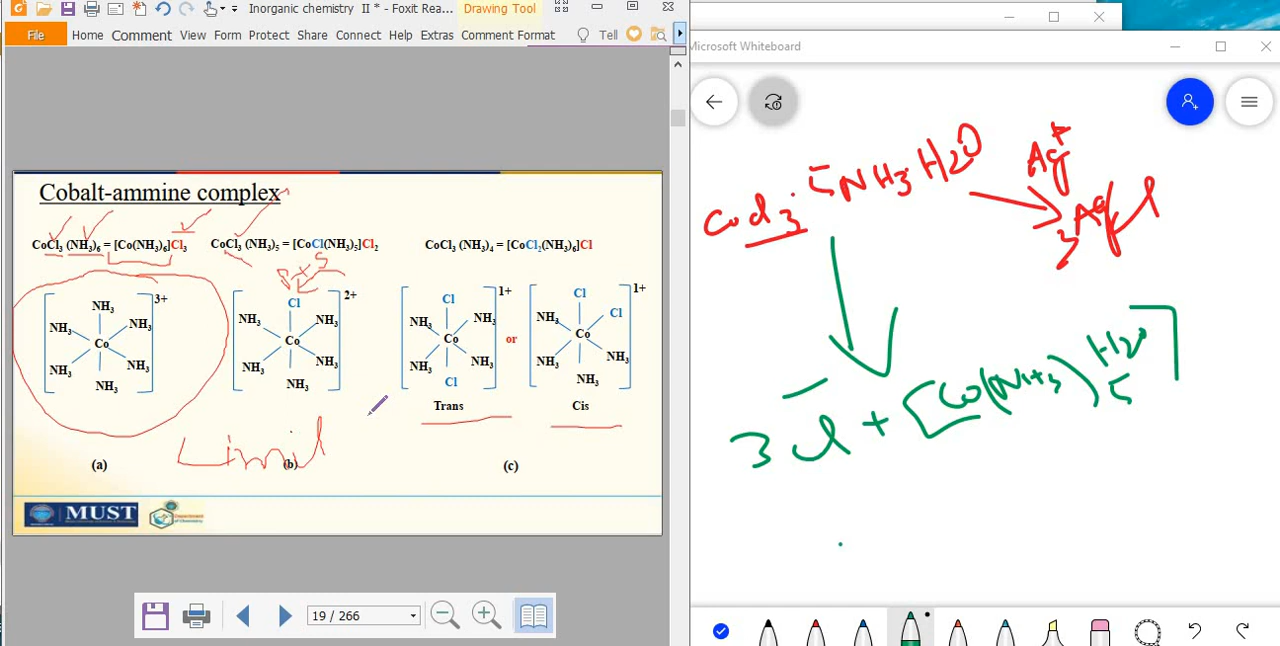 Inorganic chemistry II * - Foxit Rea... Drawing Tool
File Home Comment View Form Protect Share Connect Help Extras Comment Format Tell
Cobalt-ammine complex
CoCl3 (NH3)6 = [Co(NH3)6]Cl3 CoCl3 (NH3)5 = [CoCl(NH3)5]Cl2 CoCl3 (NH3)4 = [CoCl2(NH3)6]Cl
3+ 2+ 1+ 1+
NH3 NH3 NH3 Co NH3 NH3 NH3
Cl NH3 NH3 Co NH3 NH3 NH3
Cl NH3 NH3 Co NH3 NH3 Cl
or
Cl NH3 Cl Co NH3 NH3 NH3
Trans Cis
(a) (b) (c)
MUST
19 / 266
Microsoft Whiteboard
CoCl3 5NH3 H2O Ag+
3AgCl
3 Cl- + [Co(NH3)5 H2O]